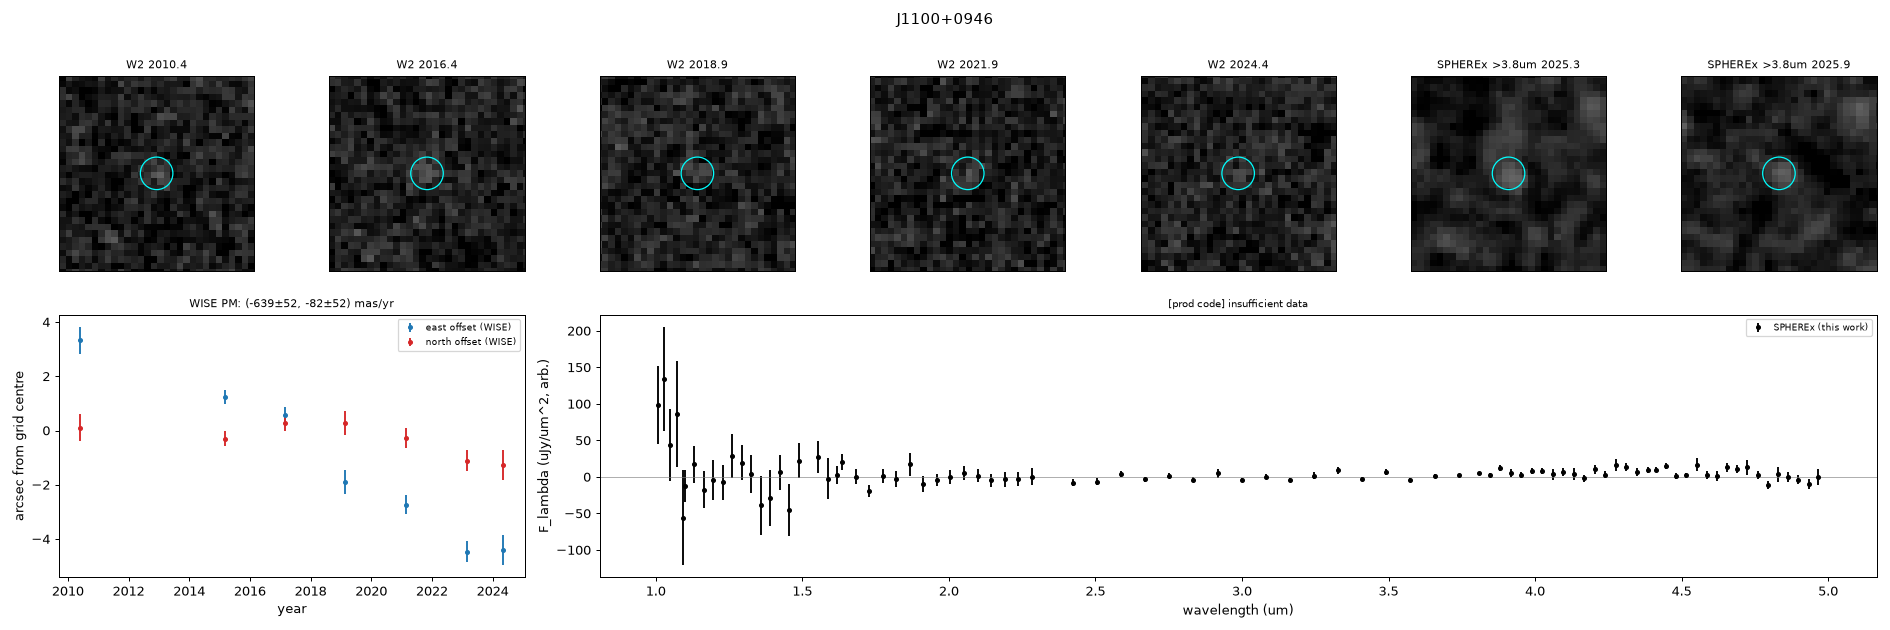 J1100+0946
W2 2010.4
W2 2016.4
W2 2018.9
W2 2021.9
W2 2024.4
SPHEREx >3.8um 2025.3
SPHEREx >3.8um 2025.9
WISE PM: (-639±52, -82±52) mas/yr
east offset (WISE)
north offset (WISE)
arcsec from grid centre
4
2
0
−2
−4
2010
2012
2014
2016
2018
2020
2022
2024
year
[prod code] insufficient data
SPHEREx (this work)
F_lambda (uJy/um^2, arb.)
200
150
100
50
0
−50
−100
1.0
1.5
2.0
2.5
3.0
3.5
4.0
4.5
5.0
wavelength (um)